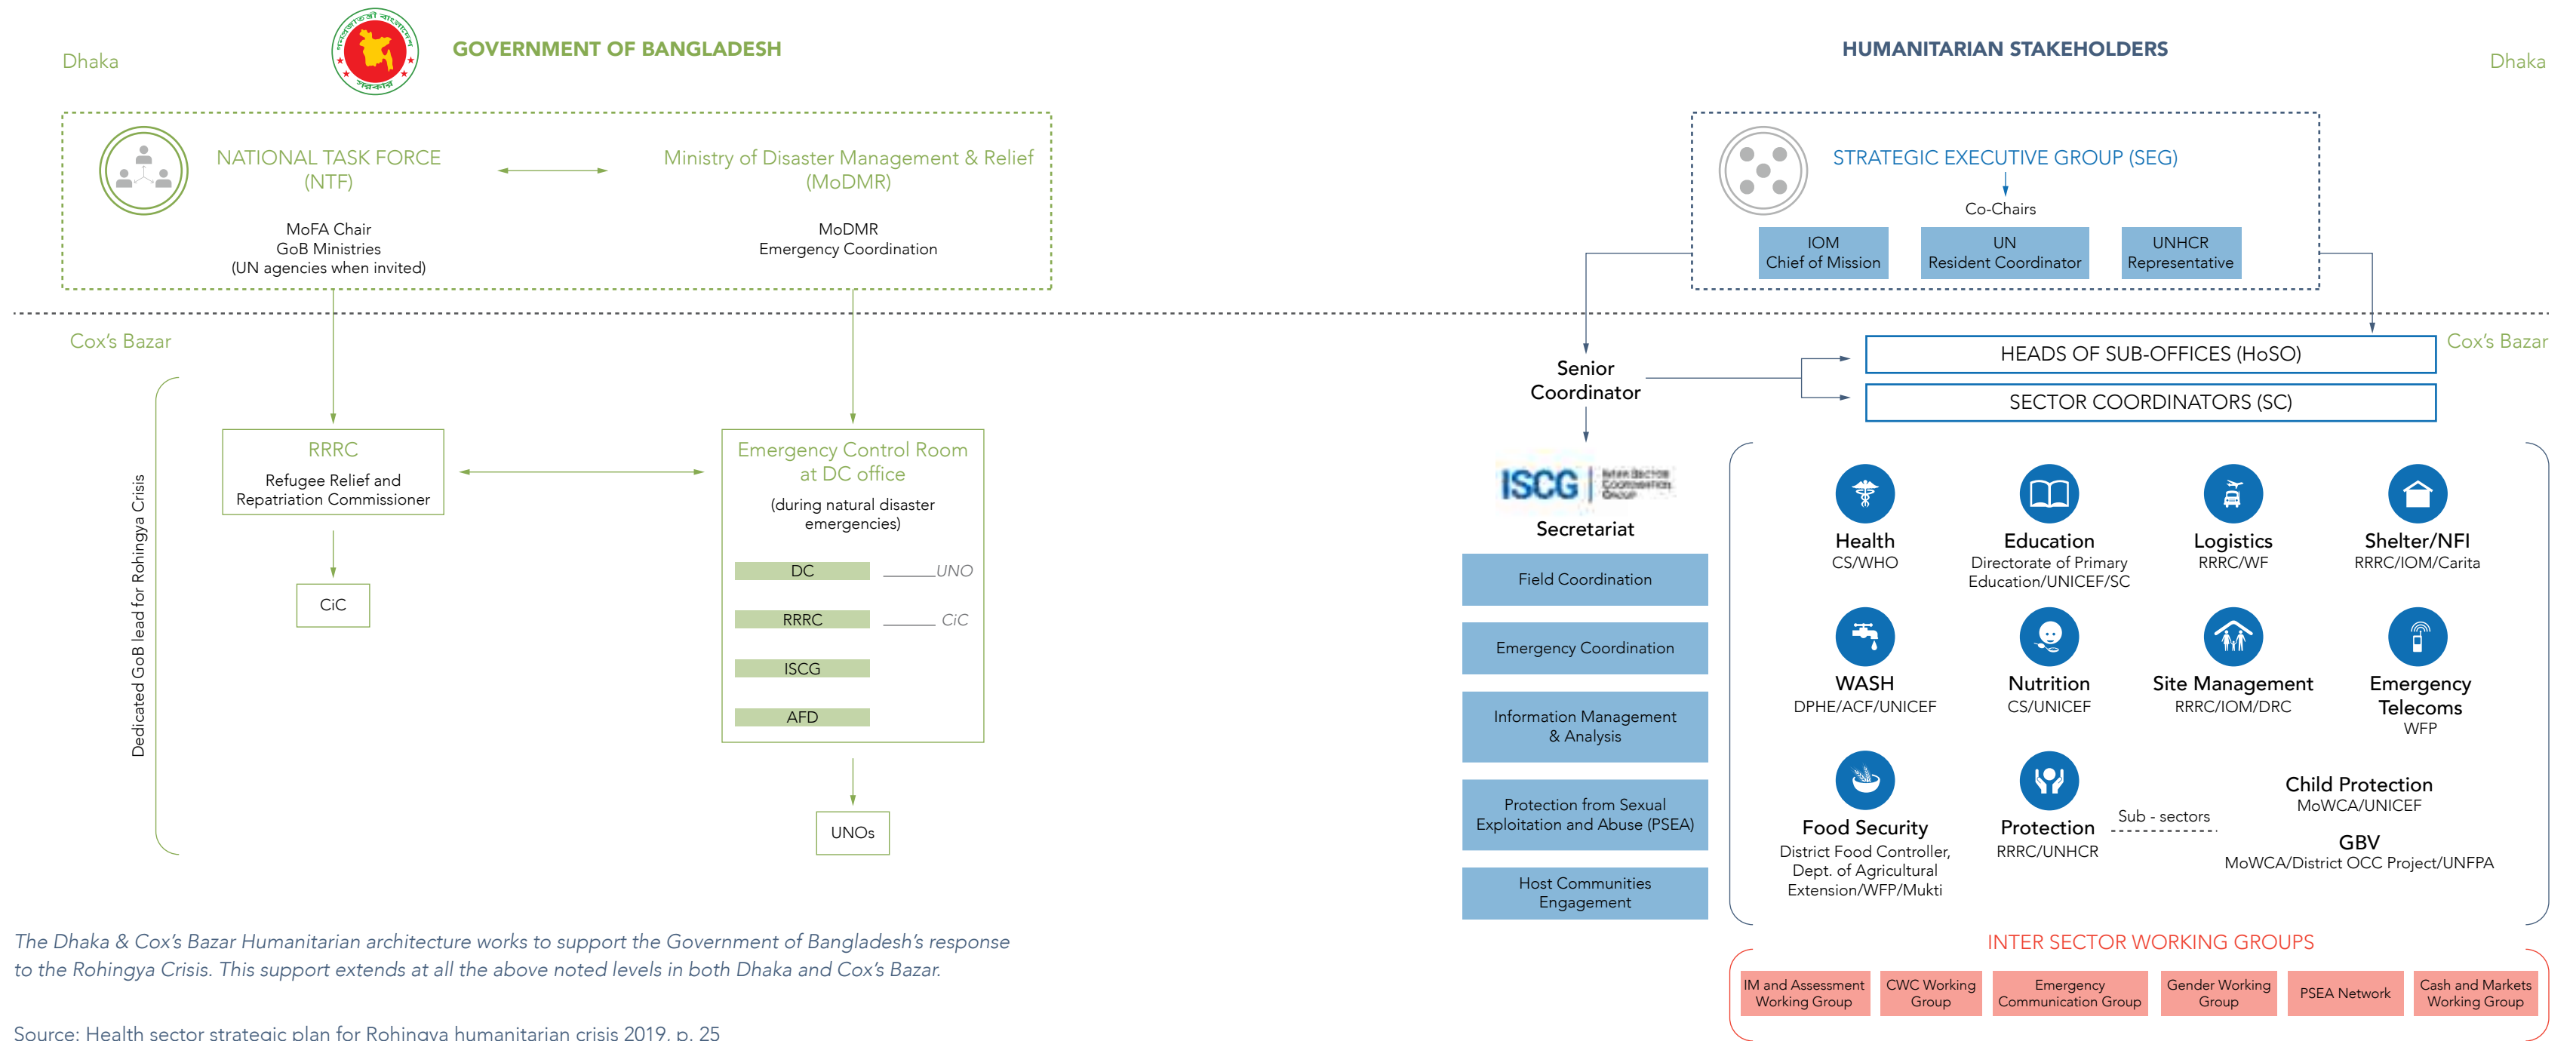 Dhaka
গণপ্রজাতন্ত্রী বাংলাদেশ
সরকার
GOVERNMENT OF BANGLADESH
HUMANITARIAN STAKEHOLDERS
Dhaka
NATIONAL TASK FORCE
(NTF)
MoFA Chair
GoB Ministries
(UN agencies when invited)
Ministry of Disaster Management & Relief
(MoDMR)
MoDMR
Emergency Coordination
STRATEGIC EXECUTIVE GROUP (SEG)
Co-Chairs
IOM
Chief of Mission
UN
Resident Coordinator
UNHCR
Representative
Cox's Bazar
Cox's Bazar
Dedicated GoB lead for Rohingya Crisis
RRRC
Refugee Relief and
Repatriation Commissioner
CiC
Emergency Control Room
at DC office
(during natural disaster
emergencies)
DC UNO
RRRC CiC
ISCG
AFD
UNOs
Senior
Coordinator
HEADS OF SUB-OFFICES (HoSO)
SECTOR COORDINATORS (SC)
ISCG
INTER SECTOR
COORDINATION
GROUP
Secretariat
Field Coordination
Emergency Coordination
Information Management
& Analysis
Protection from Sexual
Exploitation and Abuse (PSEA)
Host Communities
Engagement
Health
CS/WHO
Education
Directorate of Primary
Education/UNICEF/SC
Logistics
RRRC/WF
Shelter/NFI
RRRC/IOM/Carita
WASH
DPHE/ACF/UNICEF
Nutrition
CS/UNICEF
Site Management
RRRC/IOM/DRC
Emergency
Telecoms
WFP
Food Security
District Food Controller,
Dept. of Agricultural
Extension/WFP/Mukti
Protection
RRRC/UNHCR
Sub - sectors
Child Protection
MoWCA/UNICEF
GBV
MoWCA/District OCC Project/UNFPA
INTER SECTOR WORKING GROUPS
IM and Assessment
Working Group
CWC Working
Group
Emergency
Communication Group
Gender Working
Group
PSEA Network
Cash and Markets
Working Group
The Dhaka & Cox's Bazar Humanitarian architecture works to support the Government of Bangladesh's response
to the Rohingya Crisis. This support extends at all the above noted levels in both Dhaka and Cox's Bazar.
Source: Health sector strategic plan for Rohingya humanitarian crisis 2019, p. 25